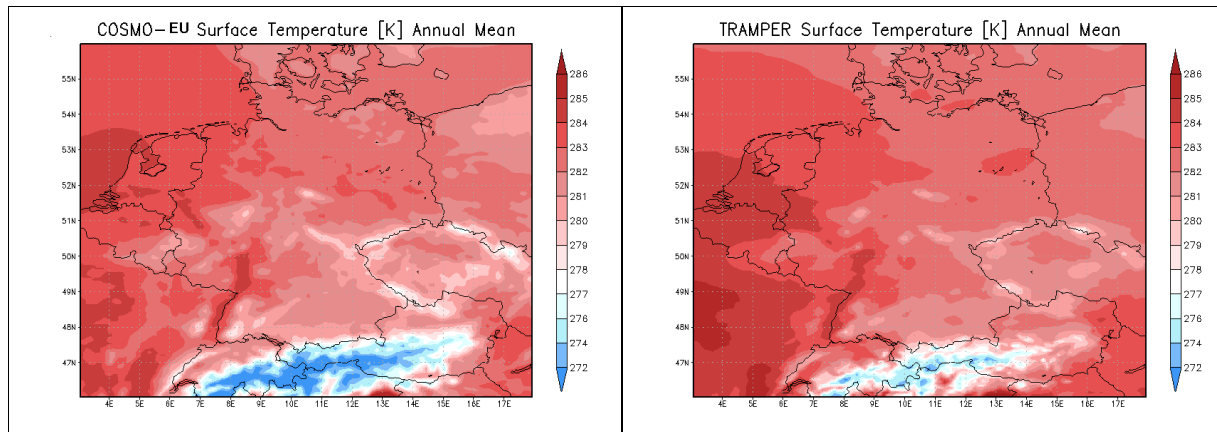 COSMO-EU Surface Temperature [K] Annual Mean
55N
54N
53N
52N
51N
50N
49N
48N
47N
4E 5E 6E 7E 8E 9E 10E 11E 12E 13E 14E 15E 16E 17E
286
285
284
283
282
281
280
279
278
277
276
274
272
TRAMPER Surface Temperature [K] Annual Mean
55N
54N
53N
52N
51N
50N
49N
48N
47N
4E 5E 6E 7E 8E 9E 10E 11E 12E 13E 14E 15E 16E 17E
286
285
284
283
282
281
280
279
278
277
276
274
272